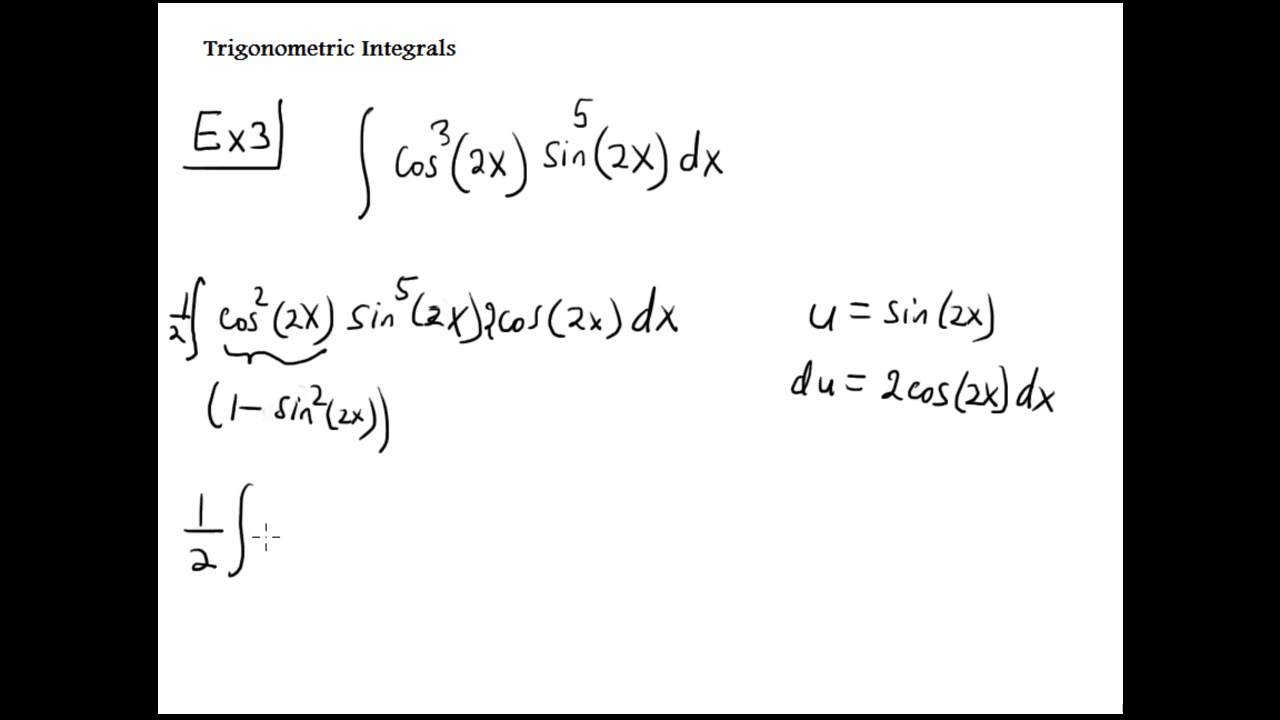 Trigonometric Integrals
Ex3 ∫ cos³(2x) sin⁵(2x) dx
1/2 ∫ cos²(2x) sin⁵(2x) 2cos(2x) dx
u = sin(2x)
(1 - sin²(2x))
du = 2cos(2x) dx
1/2 ∫